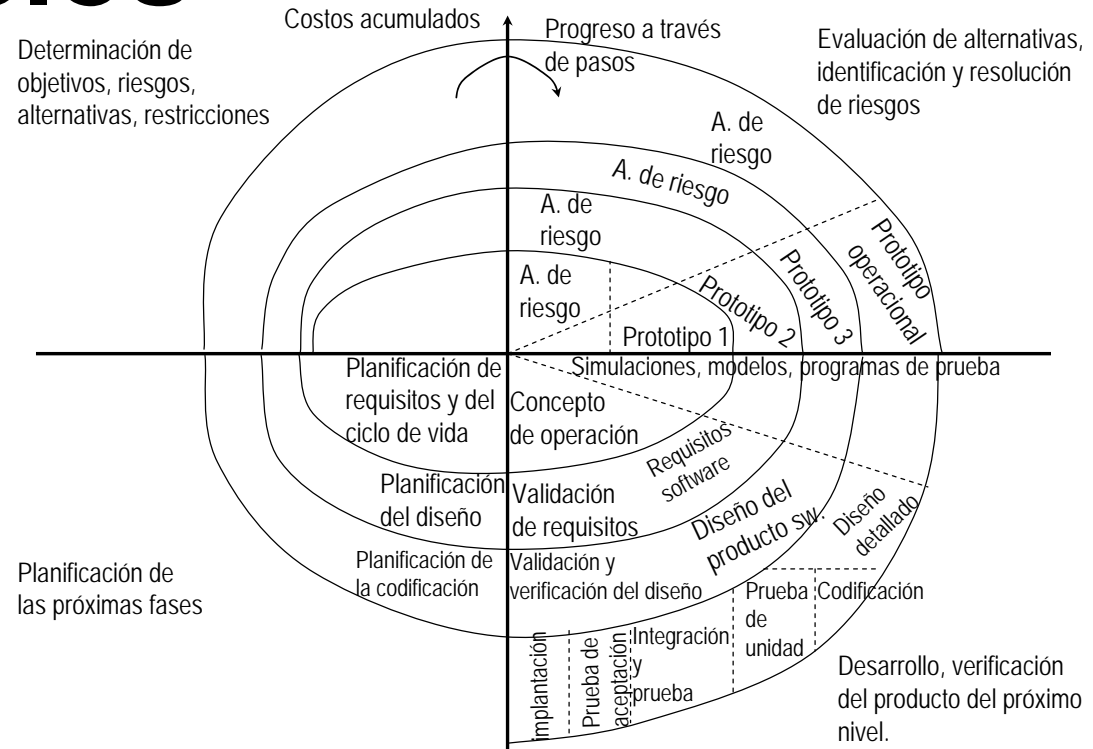 Costos acumulados
Progreso a través
de pasos
Determinación de
objetivos, riesgos,
alternativas, restricciones
Evaluación de alternativas,
identificación y resolución
de riesgos
A. de
riesgo
A. de riesgo
A. de
riesgo
A. de
riesgo
Prototipo 1
Prototipo 2
Prototipo 3
Prototipo
operacional
Simulaciones, modelos, programas de prueba
Planificación de
requisitos y del
ciclo de vida
Concepto
de operación
Requisitos
software
Planificación
del diseño
Validación
de requisitos
Diseño del
producto sw.
Diseño
detallado
Planificación de
la codificación
Validación y
verificación del diseño
Prueba
de
unidad
Codificación
Planificación de
las próximas fases
implantación
Prueba de
aceptación
Integración
y
prueba
Desarrollo, verificación
del producto del próximo
nivel.